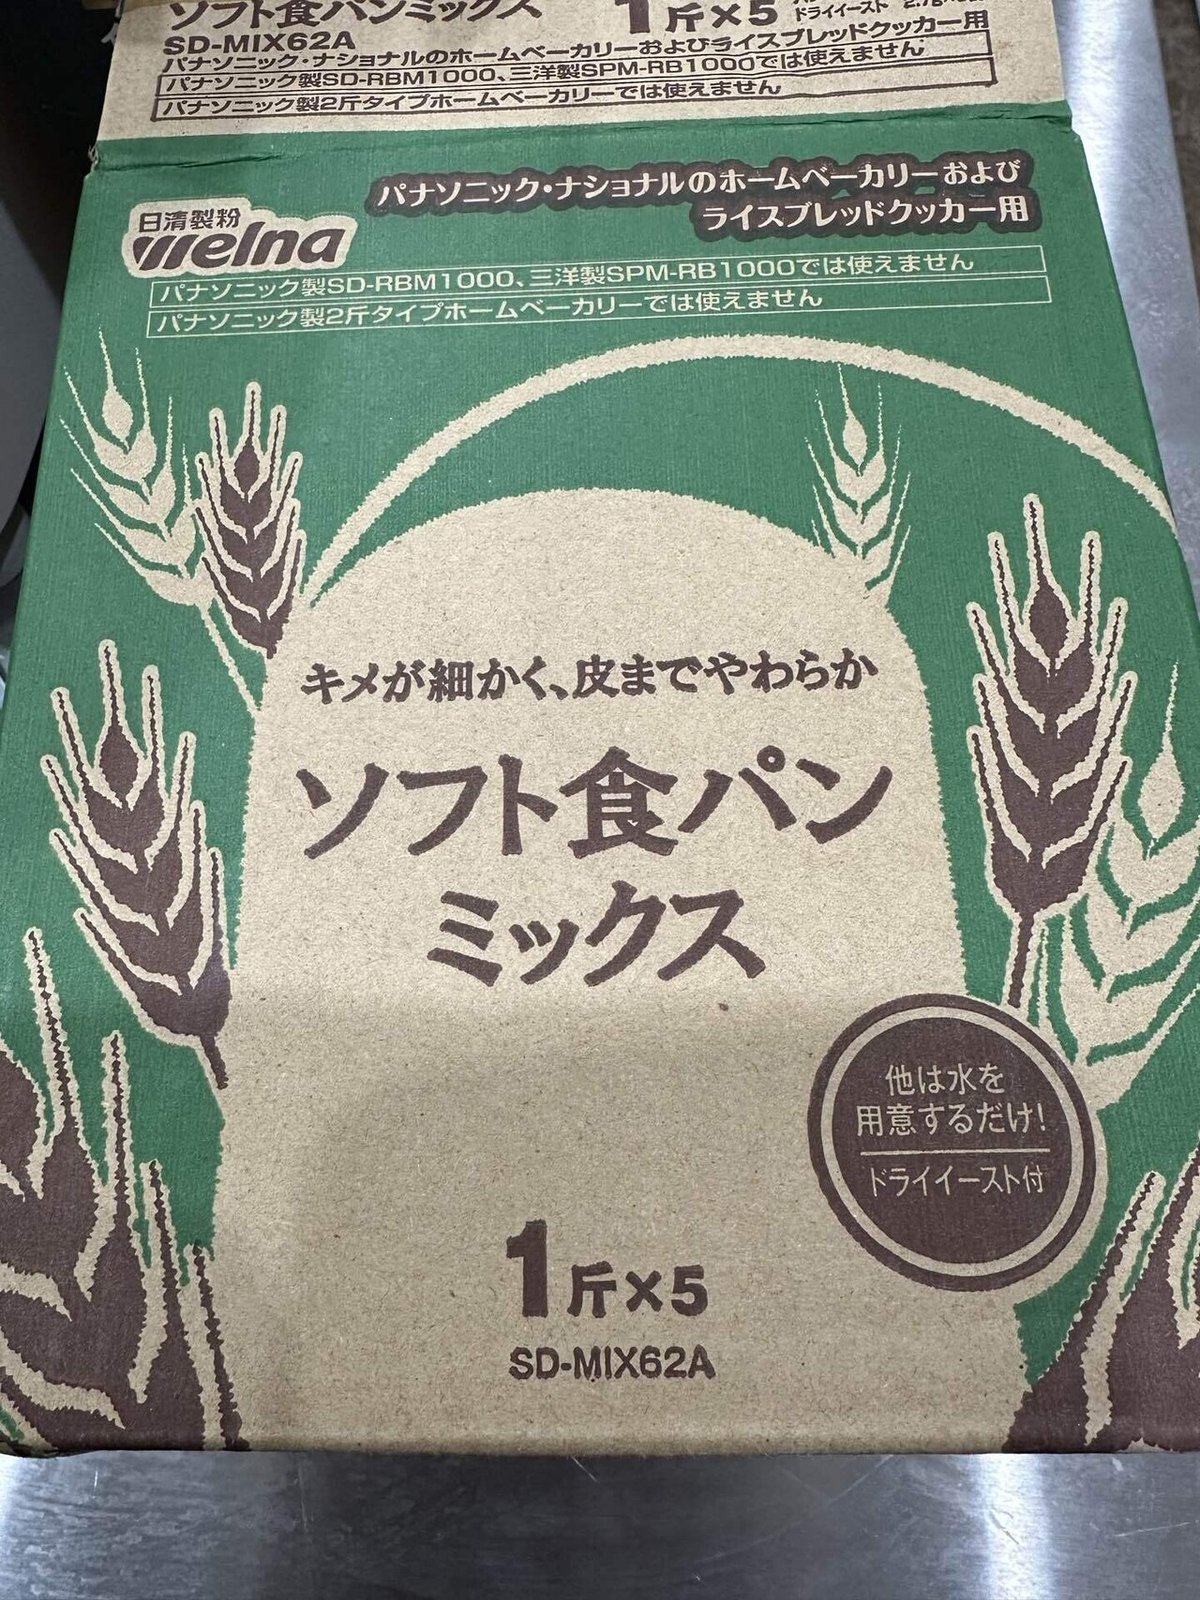 ソフト食パンミックス 1斤×5
ドライイースト
SD-MIX62A
パナソニック・ナショナルのホームベーカリーおよびライスブレッドクッカー用
パナソニック製SD-RBM1000、三洋製SPM-RB1000では使えません
パナソニック製2斤タイプホームベーカリーでは使えません
パナソニック・ナショナルのホームベーカリーおよび
ライスブレッドクッカー用
日清製粉
welna
パナソニック製SD-RBM1000、三洋製SPM-RB1000では使えません
パナソニック製2斤タイプホームベーカリーでは使えません
キメが細かく、皮までやわらか
ソフト食パン
ミックス
他は水を
用意するだけ!
ドライイースト付
1斤×5
SD-MIX62A